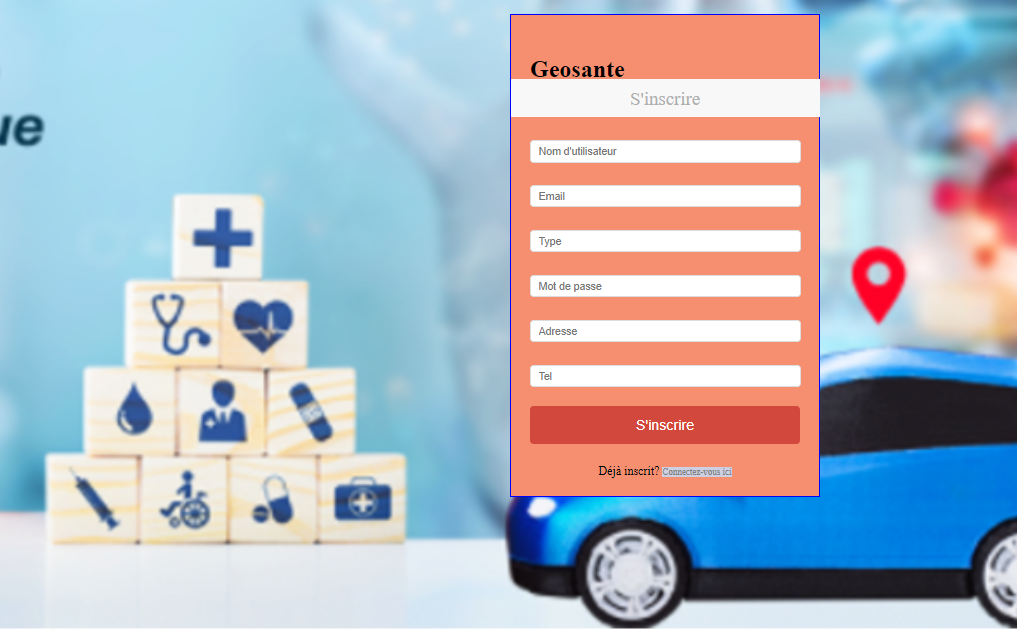 Geosante
S'inscrire
Nom d'utilisateur
Email
Type
Mot de passe
Adresse
Tel
S'inscrire
Déjà inscrit? Connectez-vous ici